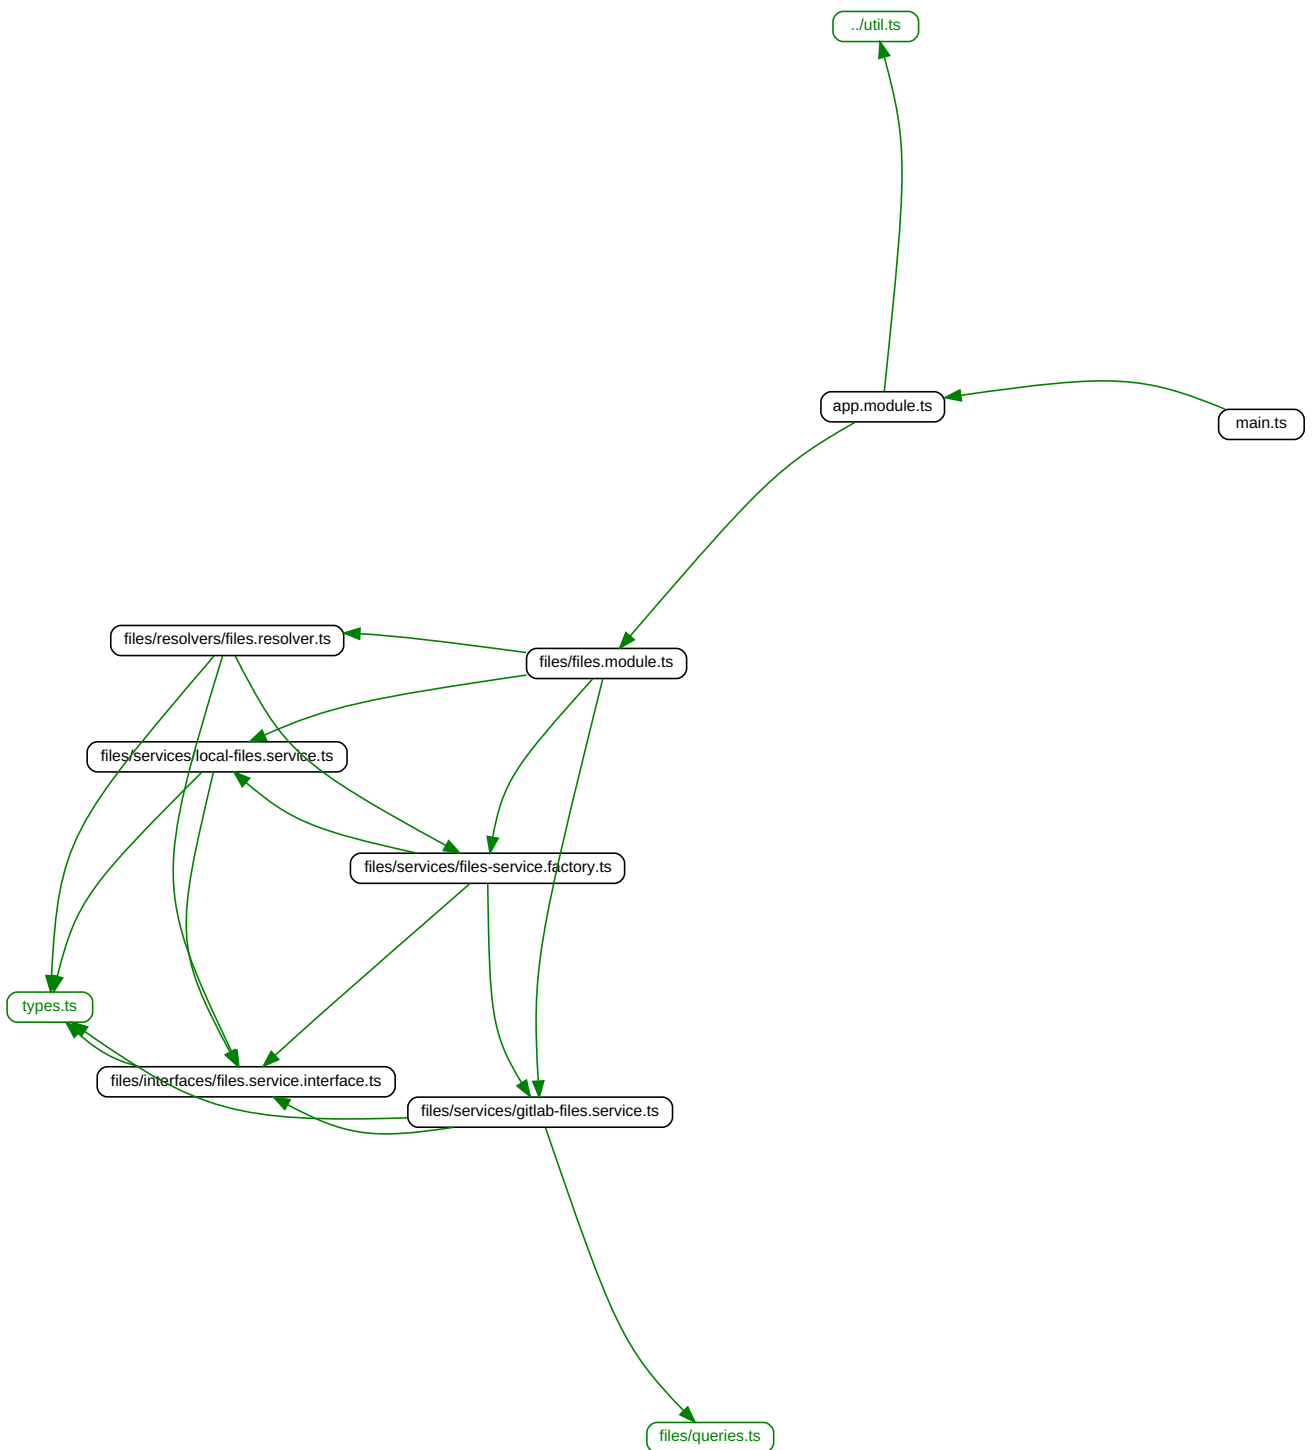 ../util.ts
app.module.ts
main.ts
files/resolvers/files.resolver.ts
files/files.module.ts
files/services/local-files.service.ts
files/services/files-service.factory.ts
types.ts
files/interfaces/files.service.interface.ts
files/services/gitlab-files.service.ts
files/queries.ts